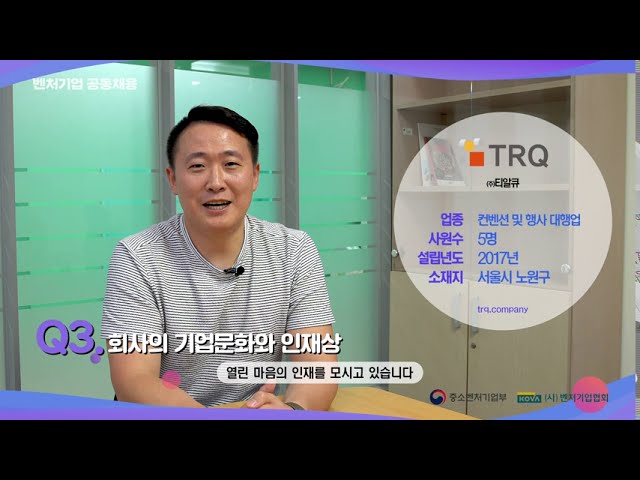 벤처기업 공동채용
TRQ
㈜티알큐
업종 컨벤션 및 행사 대행업
사원수 5명
설립년도 2017년
소재지 서울시 노원구
trq.company
Q3. 회사의 기업문화와 인재상
열린 마음의 인재를 모시고 있습니다
중소벤처기업부 KOVA (사)벤처기업협회